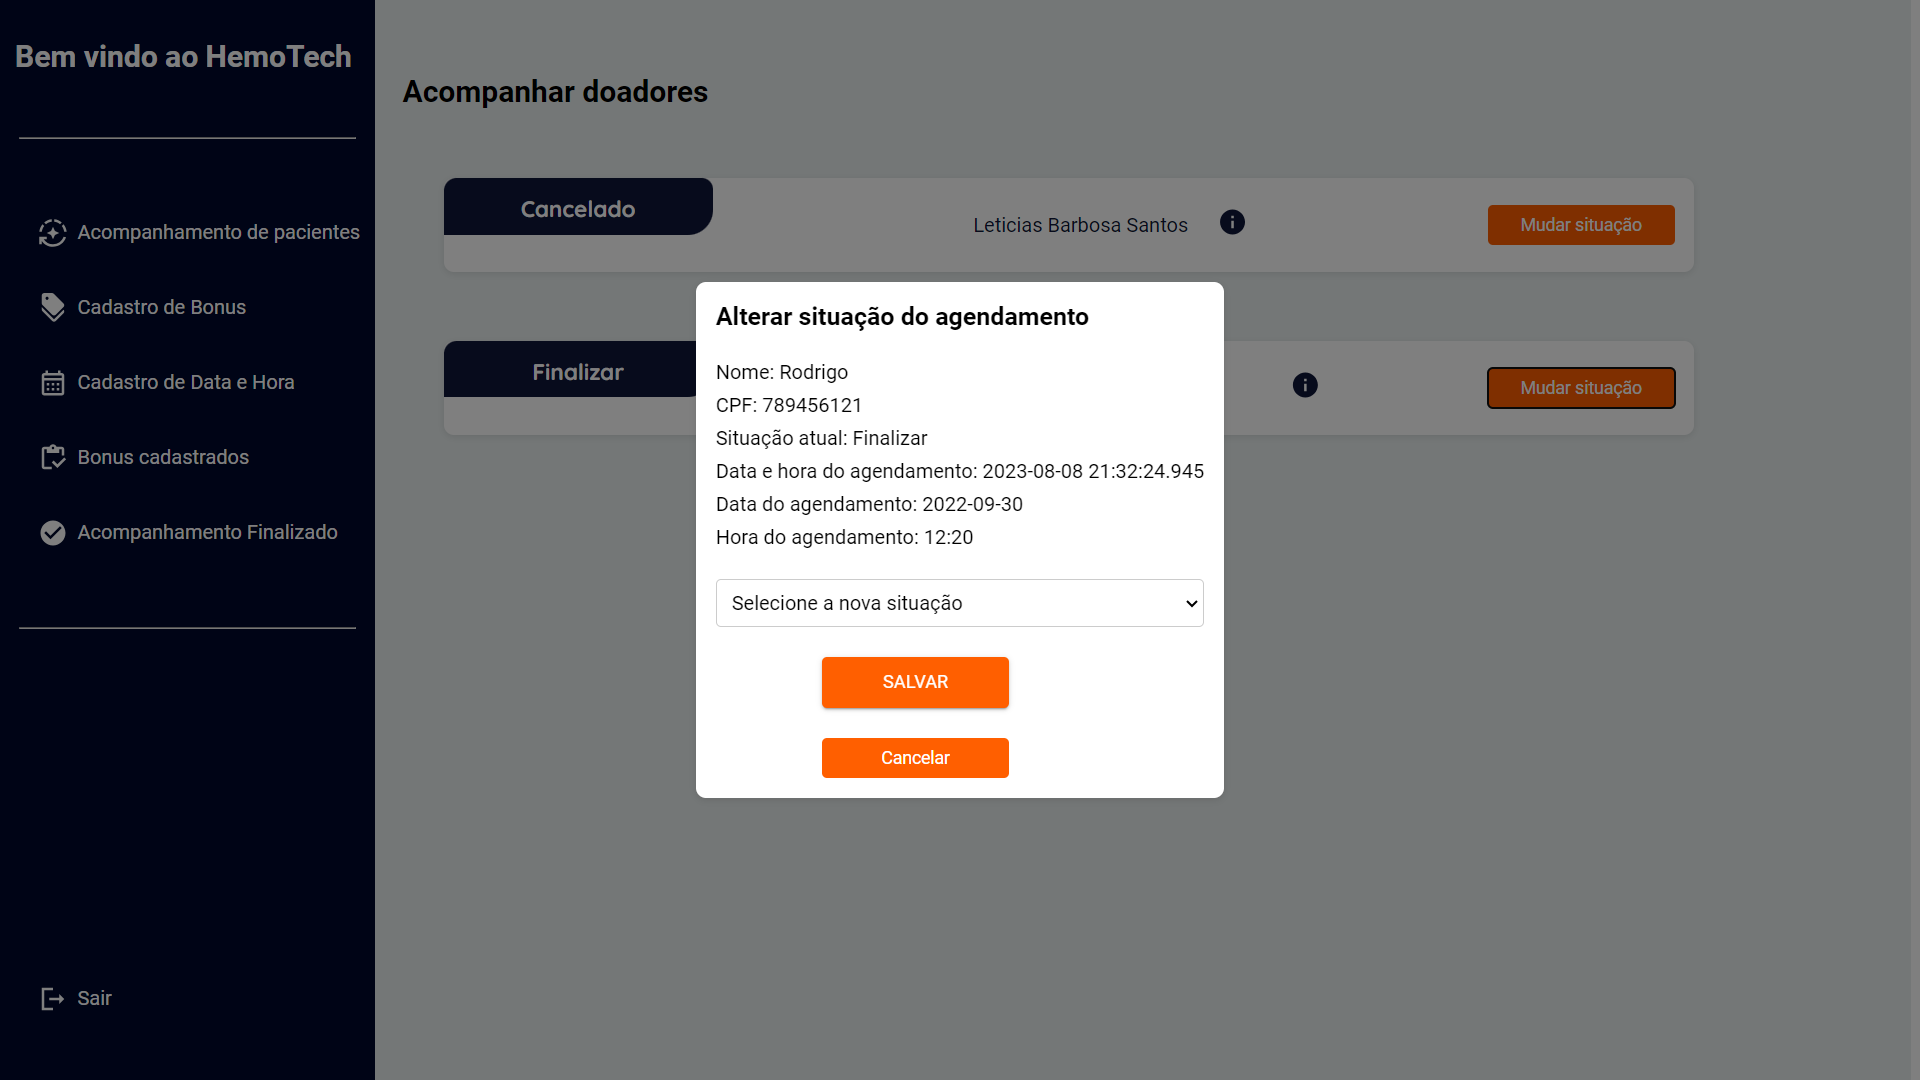 Bem vindo ao HemoTech
Acompanhamento de pacientes
Cadastro de Bonus
Cadastro de Data e Hora
Bonus cadastrados
Acompanhamento Finalizado
Sair
Acompanhar doadores
Cancelado
Leticias Barbosa Santos
Mudar situação
Finalizar
Mudar situação
Alterar situação do agendamento
Nome: Rodrigo
CPF: 789456121
Situação atual: Finalizar
Data e hora do agendamento: 2023-08-08 21:32:24.945
Data do agendamento: 2022-09-30
Hora do agendamento: 12:20
Selecione a nova situação
SALVAR
Cancelar